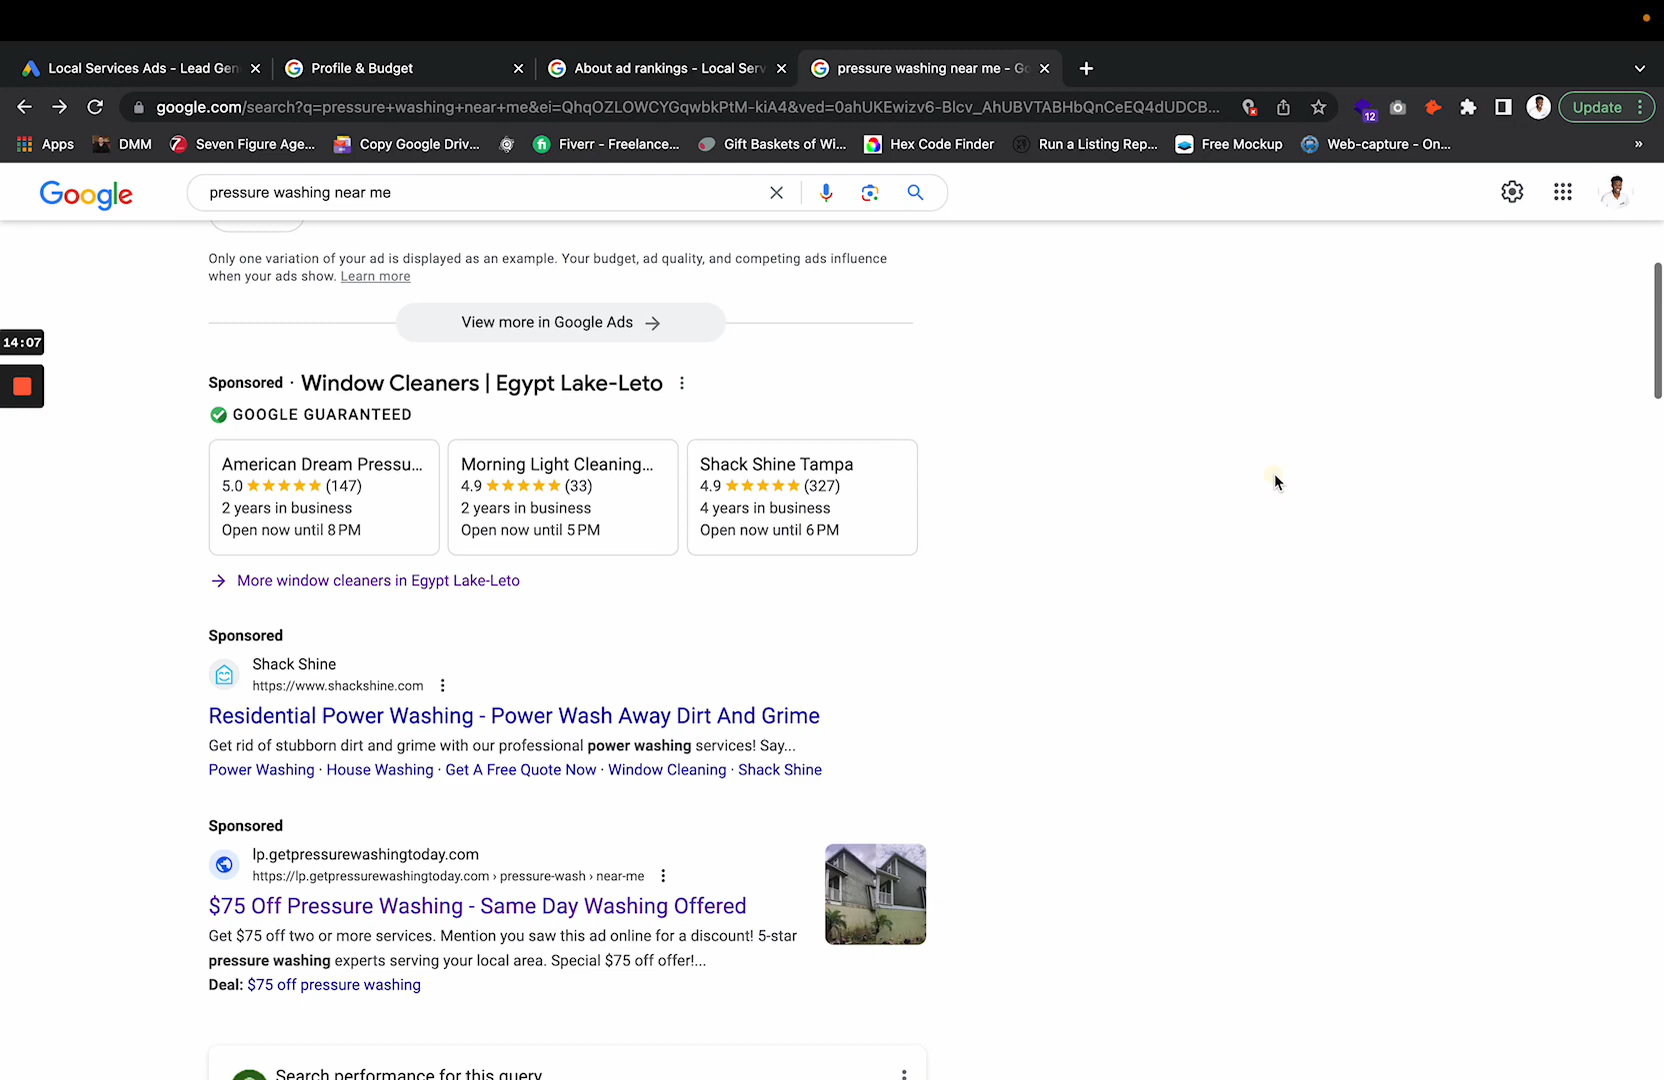 Local Services Ads - Lead Gen
Profile & Budget
About ad rankings - Local Serv
pressure washing near me - Go
google.com/search?q=pressure+washing+near+me&ei=QhqOZLOWCYGqwbkPtM-kiA4&ved=0ahUKEwizv6-Blcv_AhUBVTABHbQnCeEQ4dUDCB...
12
Update
Apps
DMM
Seven Figure Age...
Copy Google Driv...
Fiverr - Freelance...
Gift Baskets of Wi...
Hex Code Finder
Run a Listing Rep...
Free Mockup
Web-capture - On...
»
Google
pressure washing near me
Only one variation of your ad is displayed as an example. Your budget, ad quality, and competing ads influence
when your ads show. Learn more
View more in Google Ads
14:07
Sponsored · Window Cleaners | Egypt Lake-Leto
GOOGLE GUARANTEED
American Dream Pressu...
5.0 (147)
2 years in business
Open now until 8 PM
Morning Light Cleaning...
4.9 (33)
2 years in business
Open now until 5 PM
Shack Shine Tampa
4.9 (327)
4 years in business
Open now until 6 PM
More window cleaners in Egypt Lake-Leto
Sponsored
Shack Shine
https://www.shackshine.com
Residential Power Washing - Power Wash Away Dirt And Grime
Get rid of stubborn dirt and grime with our professional power washing services! Say...
Power Washing · House Washing · Get A Free Quote Now · Window Cleaning · Shack Shine
Sponsored
lp.getpressurewashingtoday.com
https://lp.getpressurewashingtoday.com › pressure-wash › near-me
$75 Off Pressure Washing - Same Day Washing Offered
Get $75 off two or more services. Mention you saw this ad online for a discount! 5-star
pressure washing experts serving your local area. Special $75 off offer!...
Deal: $75 off pressure washing
Search performance for this query